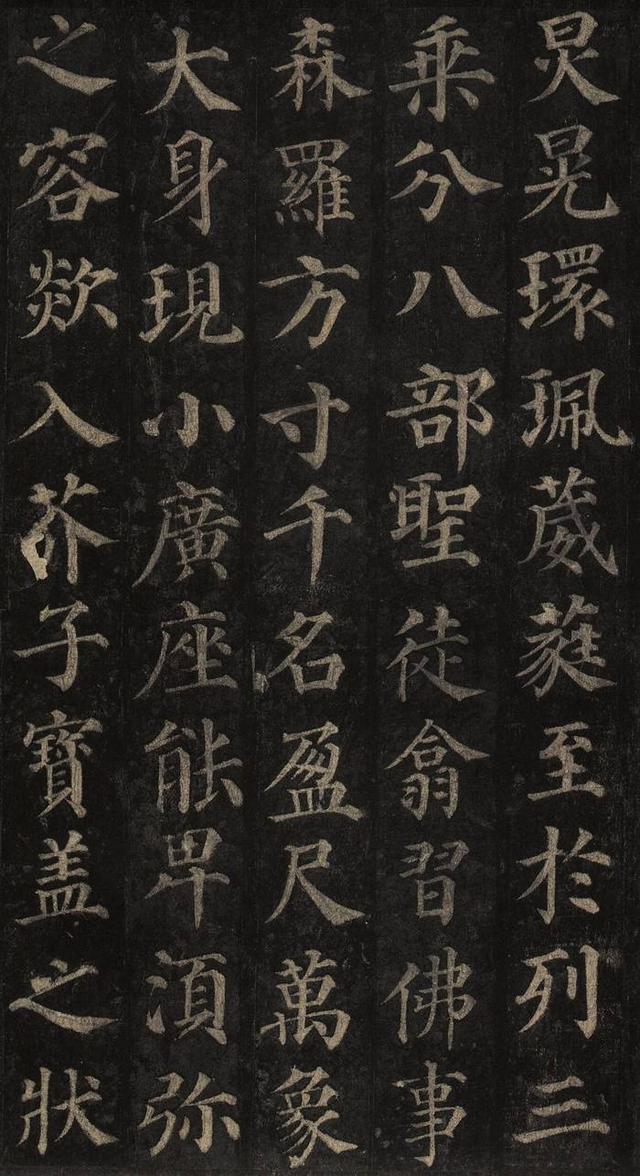 炅晃環珮葳蕤至於列三
乘分八部聖徒翕習佛事
森羅方寸千名盈尺萬象
大身現小廣座能卑湏弥
之容欻入芥子寶盖之狀